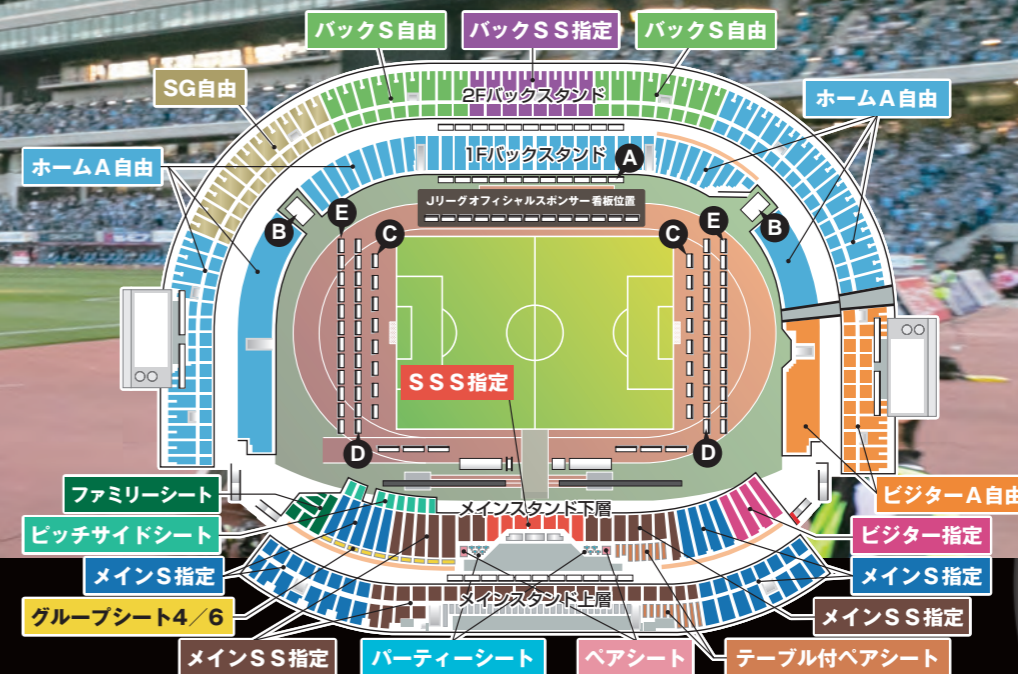 バックS自由
バックSS指定
バックS自由
SG自由
2Fバックスタンド
ホームA自由
ホームA自由
1Fバックスタンド
A
Jリーグオフィシャルスポンサー看板位置
B
E
C
C
E
B
SSS指定
D
D
ファミリーシート
メインスタンド下層
ビジターA自由
ピッチサイドシート
ビジター指定
メインS指定
メインS指定
メインスタンド上層
グループシート4/6
メインSS指定
メインSS指定
パーティーシート
ペアシート
テーブル付ペアシート